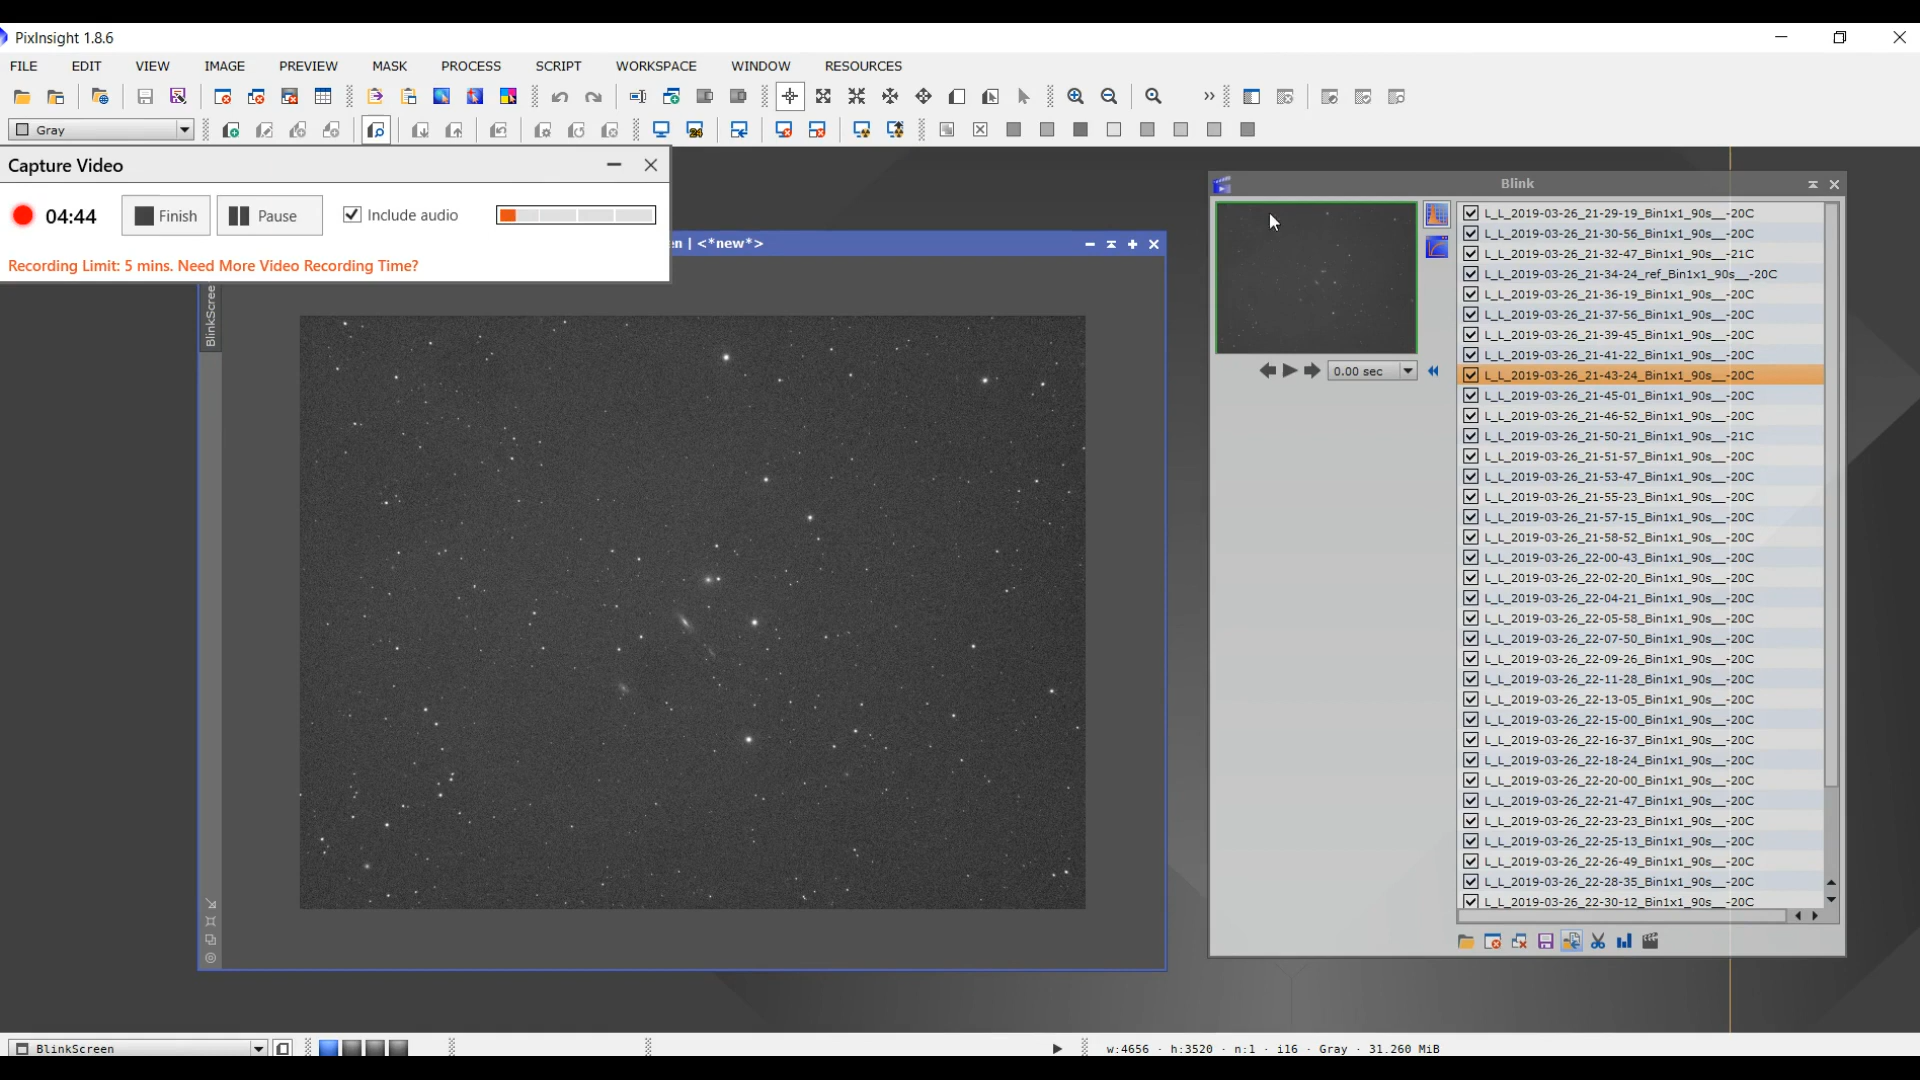 PixInsight 1.8.6
FILE EDIT VIEW IMAGE PREVIEW MASK PROCESS SCRIPT WORKSPACE WINDOW RESOURCES
Gray
Capture Video
04:44 Finish Pause Include audio
Recording Limit: 5 mins. Need More Video Recording Time?
en | <*new*>
BlinkScree
Blink
0.00 sec
L_L_2019-03-26_21-29-19_Bin1x1_90s__-20C
L_L_2019-03-26_21-30-56_Bin1x1_90s__-20C
L_L_2019-03-26_21-32-47_Bin1x1_90s__-21C
L_L_2019-03-26_21-34-24_ref_Bin1x1_90s__-20C
L_L_2019-03-26_21-36-19_Bin1x1_90s__-20C
L_L_2019-03-26_21-37-56_Bin1x1_90s__-20C
L_L_2019-03-26_21-39-45_Bin1x1_90s__-20C
L_L_2019-03-26_21-41-22_Bin1x1_90s__-20C
L_L_2019-03-26_21-43-24_Bin1x1_90s__-20C
L_L_2019-03-26_21-45-01_Bin1x1_90s__-20C
L_L_2019-03-26_21-46-52_Bin1x1_90s__-20C
L_L_2019-03-26_21-50-21_Bin1x1_90s__-21C
L_L_2019-03-26_21-51-57_Bin1x1_90s__-20C
L_L_2019-03-26_21-53-47_Bin1x1_90s__-20C
L_L_2019-03-26_21-55-23_Bin1x1_90s__-20C
L_L_2019-03-26_21-57-15_Bin1x1_90s__-20C
L_L_2019-03-26_21-58-52_Bin1x1_90s__-20C
L_L_2019-03-26_22-00-43_Bin1x1_90s__-20C
L_L_2019-03-26_22-02-20_Bin1x1_90s__-20C
L_L_2019-03-26_22-04-21_Bin1x1_90s__-20C
L_L_2019-03-26_22-05-58_Bin1x1_90s__-20C
L_L_2019-03-26_22-07-50_Bin1x1_90s__-20C
L_L_2019-03-26_22-09-26_Bin1x1_90s__-20C
L_L_2019-03-26_22-11-28_Bin1x1_90s__-20C
L_L_2019-03-26_22-13-05_Bin1x1_90s__-20C
L_L_2019-03-26_22-15-00_Bin1x1_90s__-20C
L_L_2019-03-26_22-16-37_Bin1x1_90s__-20C
L_L_2019-03-26_22-18-24_Bin1x1_90s__-20C
L_L_2019-03-26_22-20-00_Bin1x1_90s__-20C
L_L_2019-03-26_22-21-47_Bin1x1_90s__-20C
L_L_2019-03-26_22-23-23_Bin1x1_90s__-20C
L_L_2019-03-26_22-25-13_Bin1x1_90s__-20C
L_L_2019-03-26_22-26-49_Bin1x1_90s__-20C
L_L_2019-03-26_22-28-35_Bin1x1_90s__-20C
L_L_2019-03-26_22-30-12_Bin1x1_90s__-20C
BlinkScreen
w:4656 · h:3520 · n:1 · i16 · Gray · 31.260 MiB